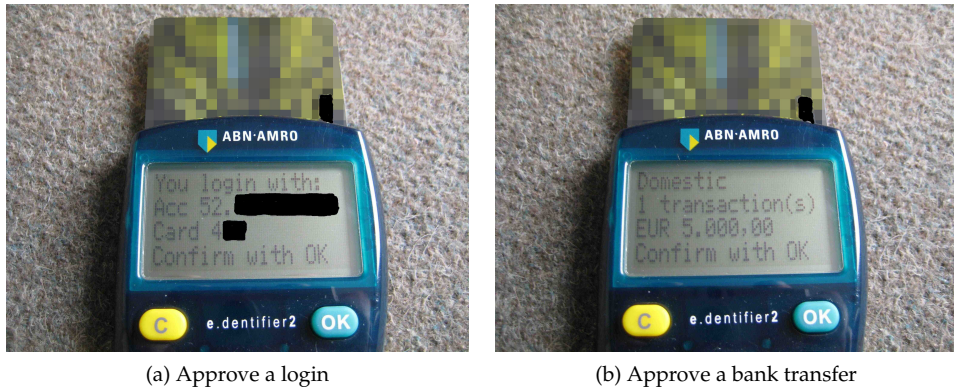 ABN·AMRO
You login with:
Acc 52.
Card 4
Confirm with OK
C
e.dentifier2
OK
(a) Approve a login
ABN·AMRO
Domestic
1 transaction(s)
EUR 5.000,00
Confirm with OK
C
e.dentifier2
OK
(b) Approve a bank transfer